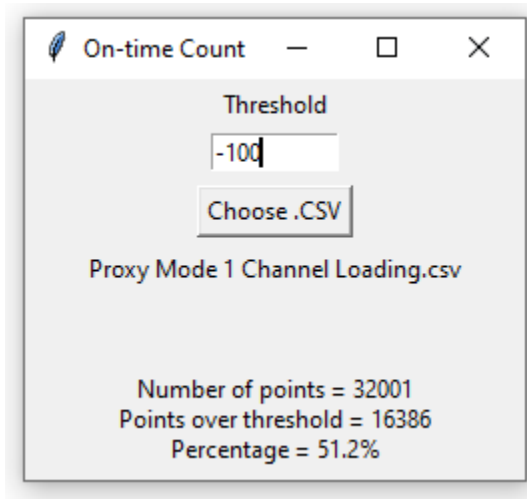 On-time Count
Threshold
-100
Choose .CSV
Proxy Mode 1 Channel Loading.csv
Number of points = 32001
Points over threshold = 16386
Percentage = 51.2%